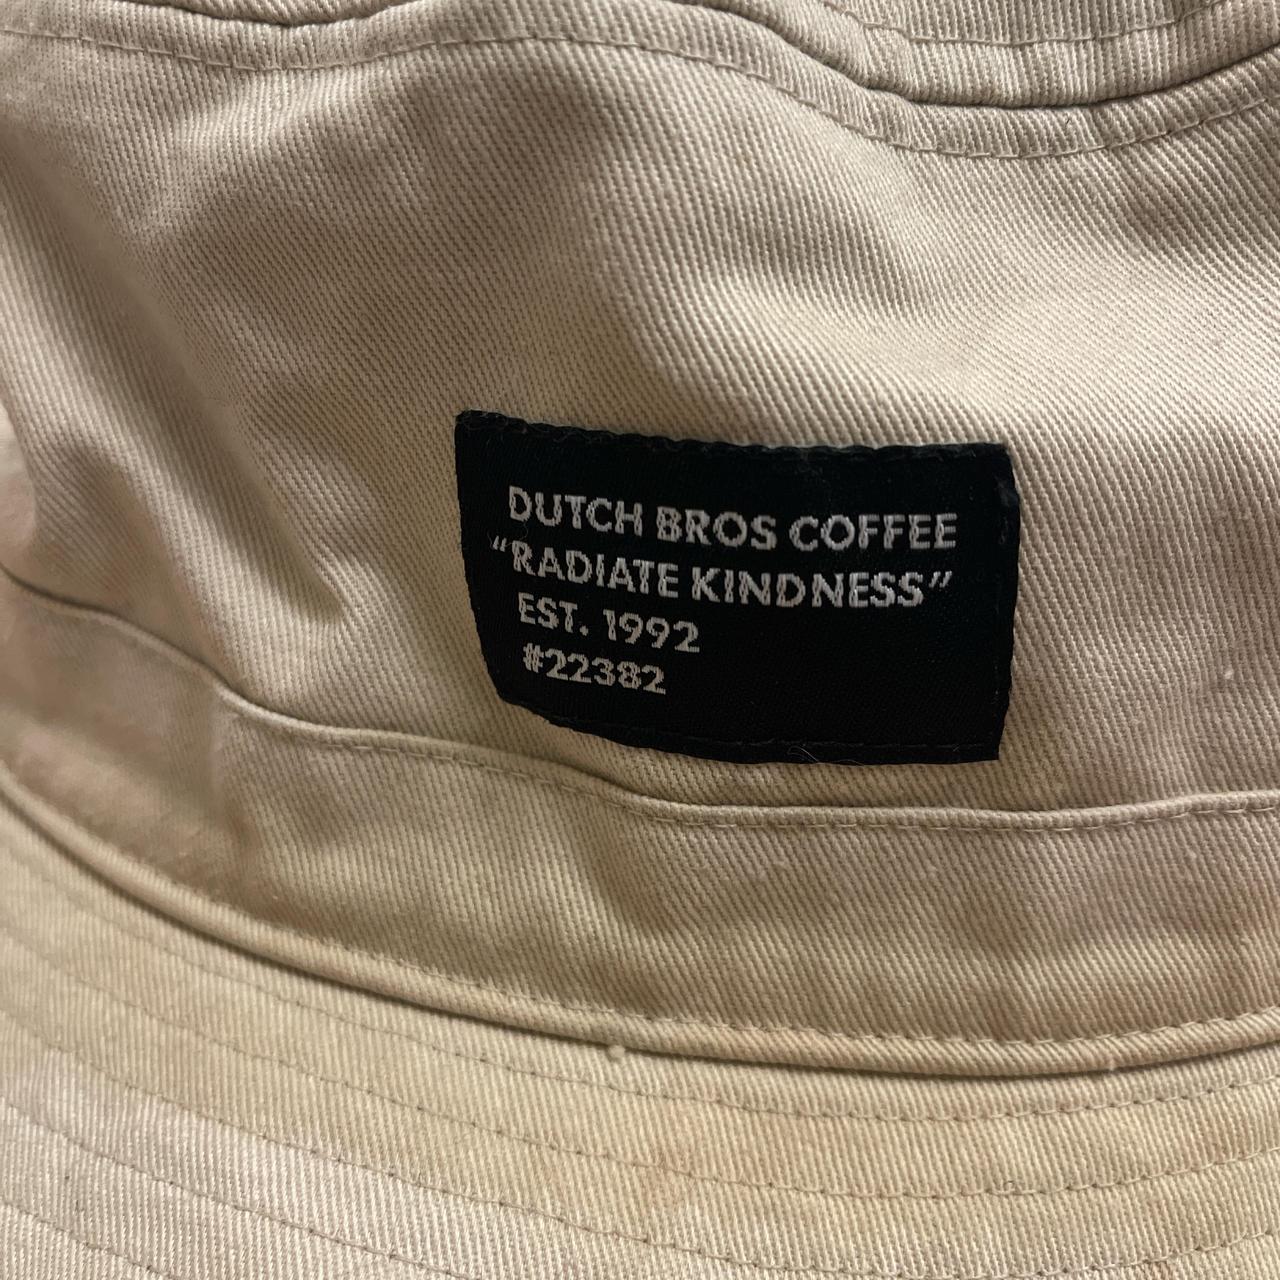 DUTCH BROS COFFEE
“RADIATE KINDNESS”
EST. 1992
#22382